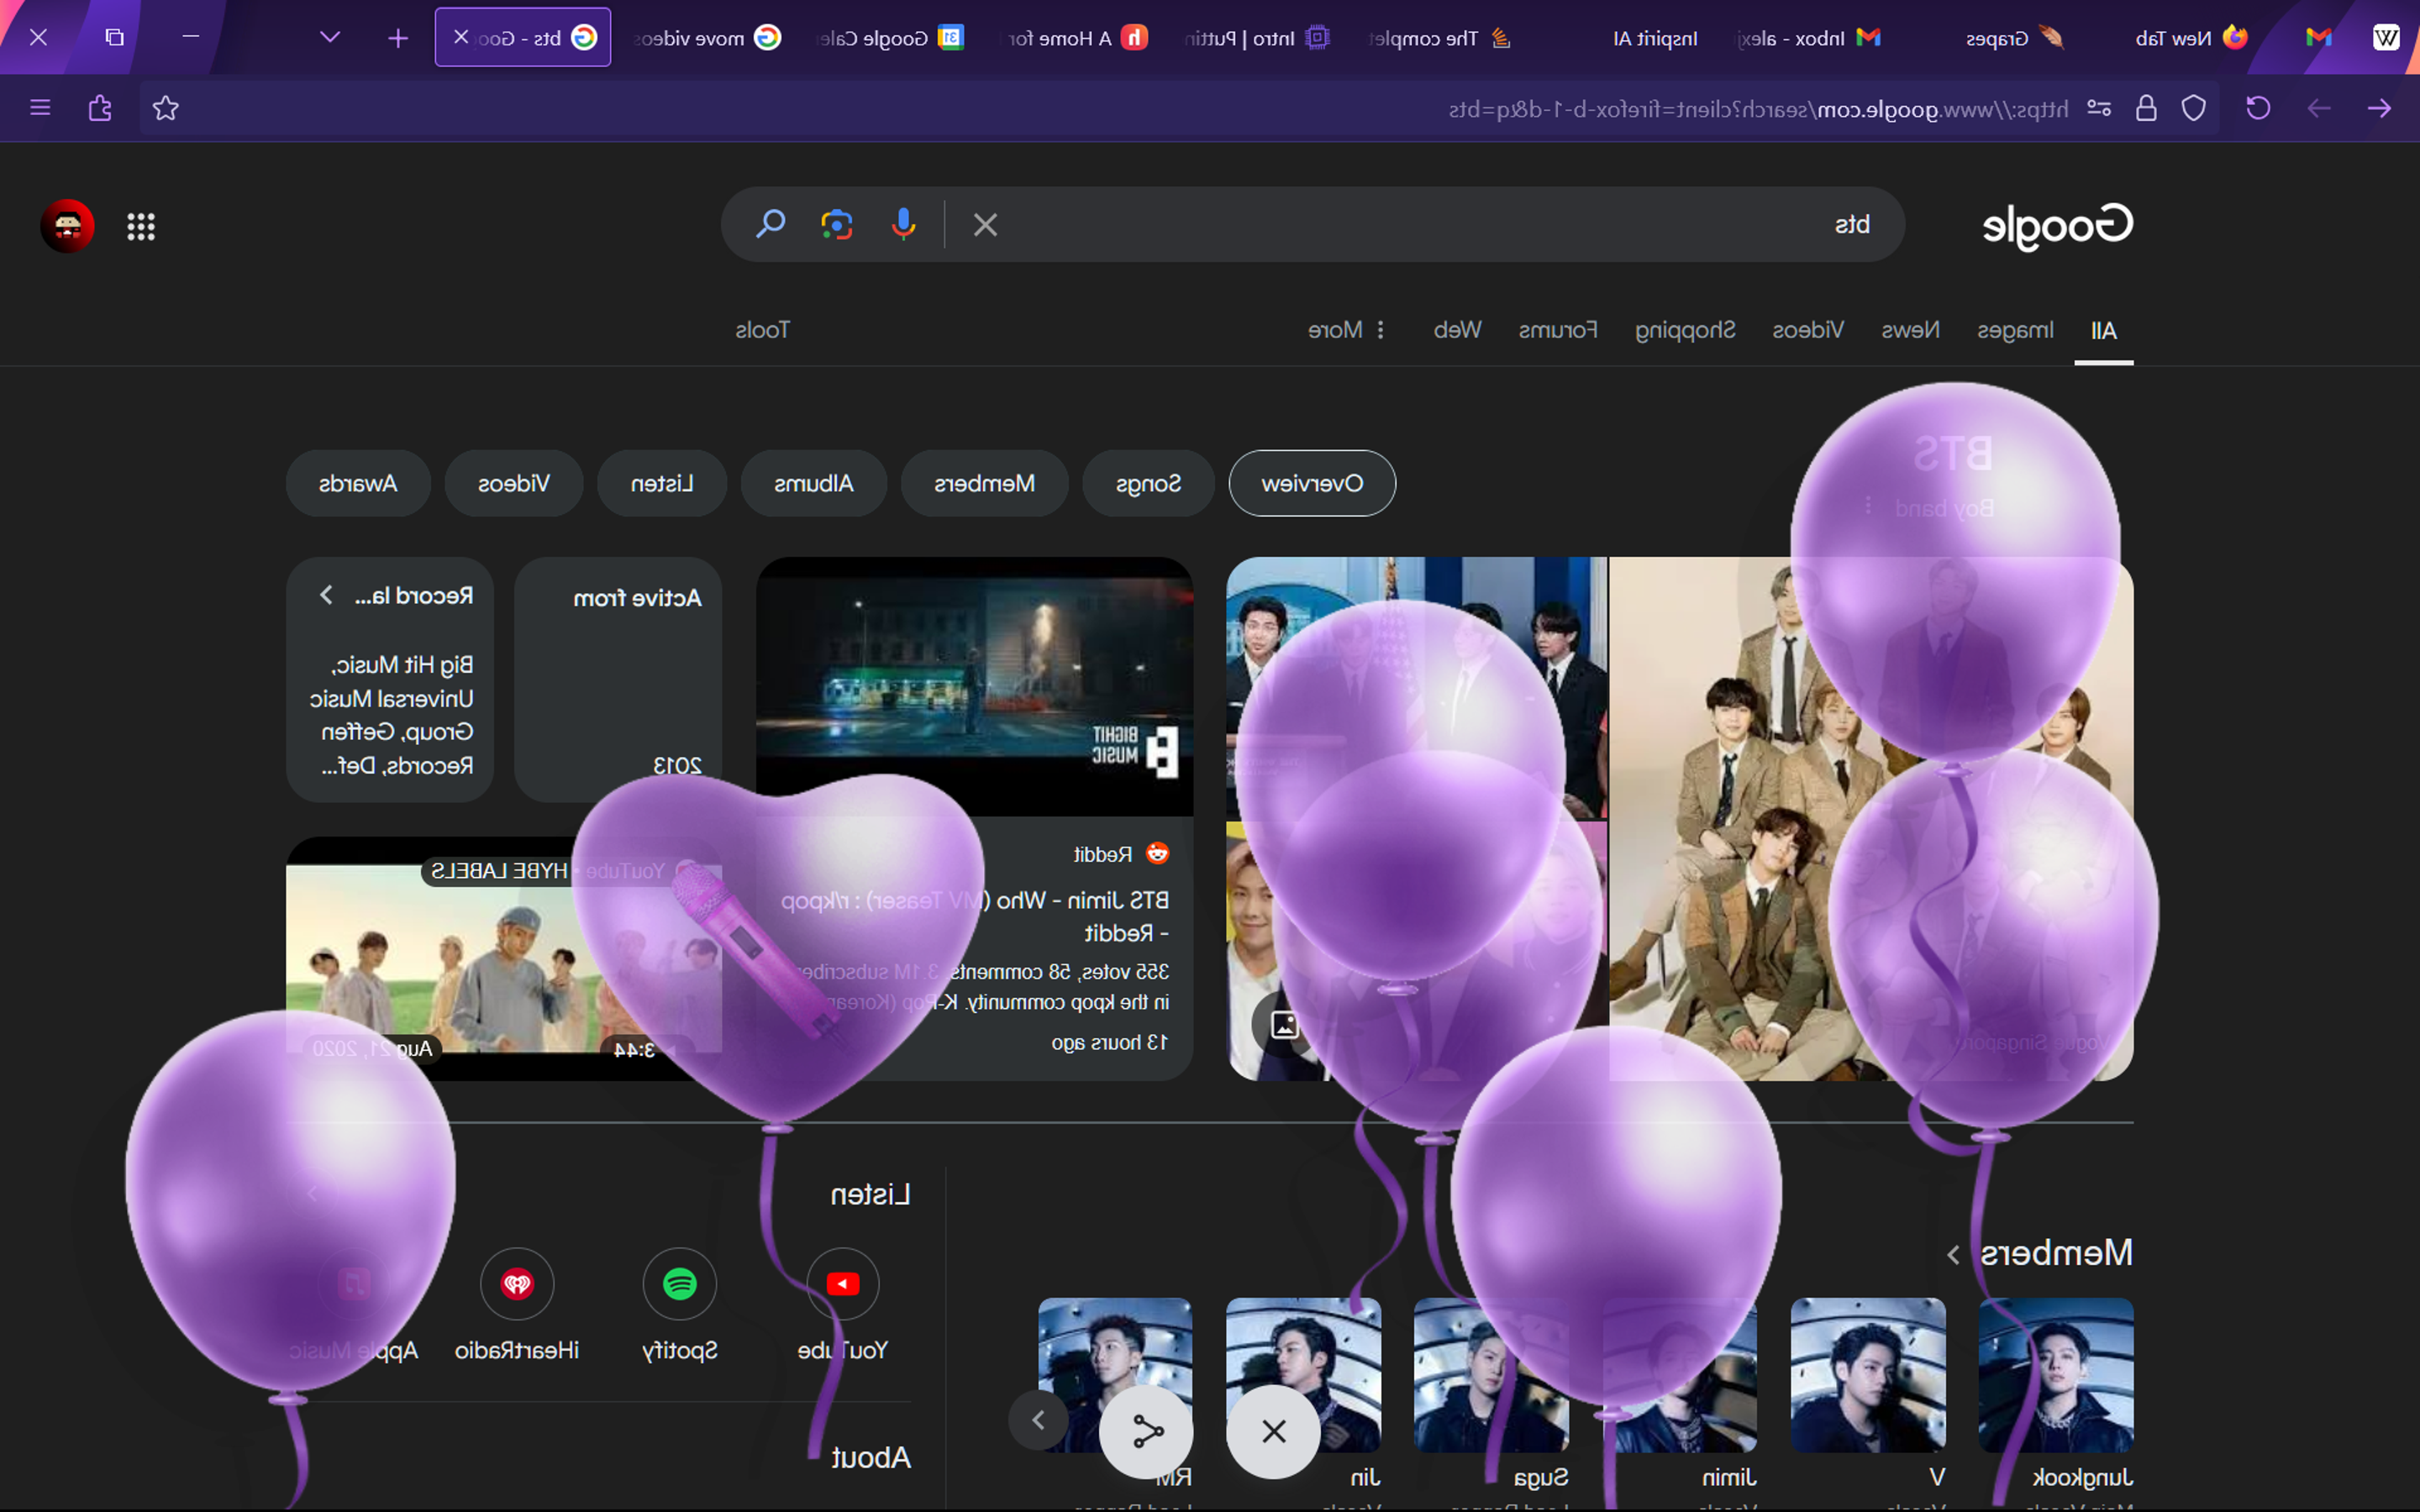 W
New Tab
Grapes
Inbox - alexj
Inspirit AI
The complet
Intro | Puttin
A Home for
31
Google Cale
move videos
bts - Goo
https://www.google.com/search?client=firefox-b-1-d&q=bts
Google
bts
All
Images
News
Videos
Shopping
Forums
Web
More
Tools
BTS
Boy band
Overview
Songs
Members
Albums
Listen
Videos
Awards
Vogue Singapore
BIGHIT
MUSIC
Reddit
BTS Jimin - Who (MV Teaser) : r/kpop
- Reddit
355 votes, 58 comments. 3.1M subscribers
in the kpop community. K-Pop (Korean
13 hours ago
Active from
2013
Record la...
Big Hit Music,
Universal Music
Group, Geffen
Records, Def...
YouTube • HYBE LABELS
3:44
Aug 21, 2020
Members
Jungkook
V
Jimin
Suga
Jin
RM
Listen
YouTube
Spotify
iHeartRadio
Apple Music
About